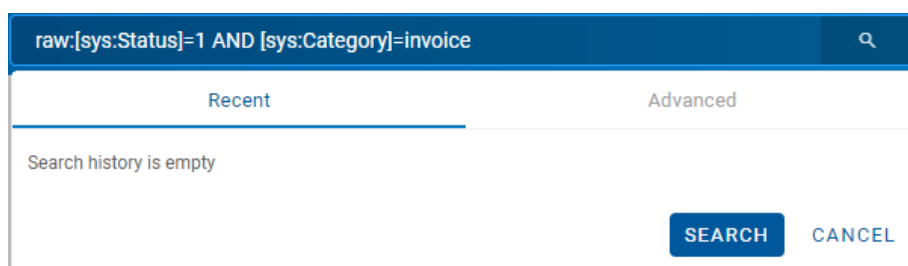 raw:[sys:Status]=1 AND [sys:Category]=invoice
Recent Advanced
Search history is empty
SEARCH CANCEL